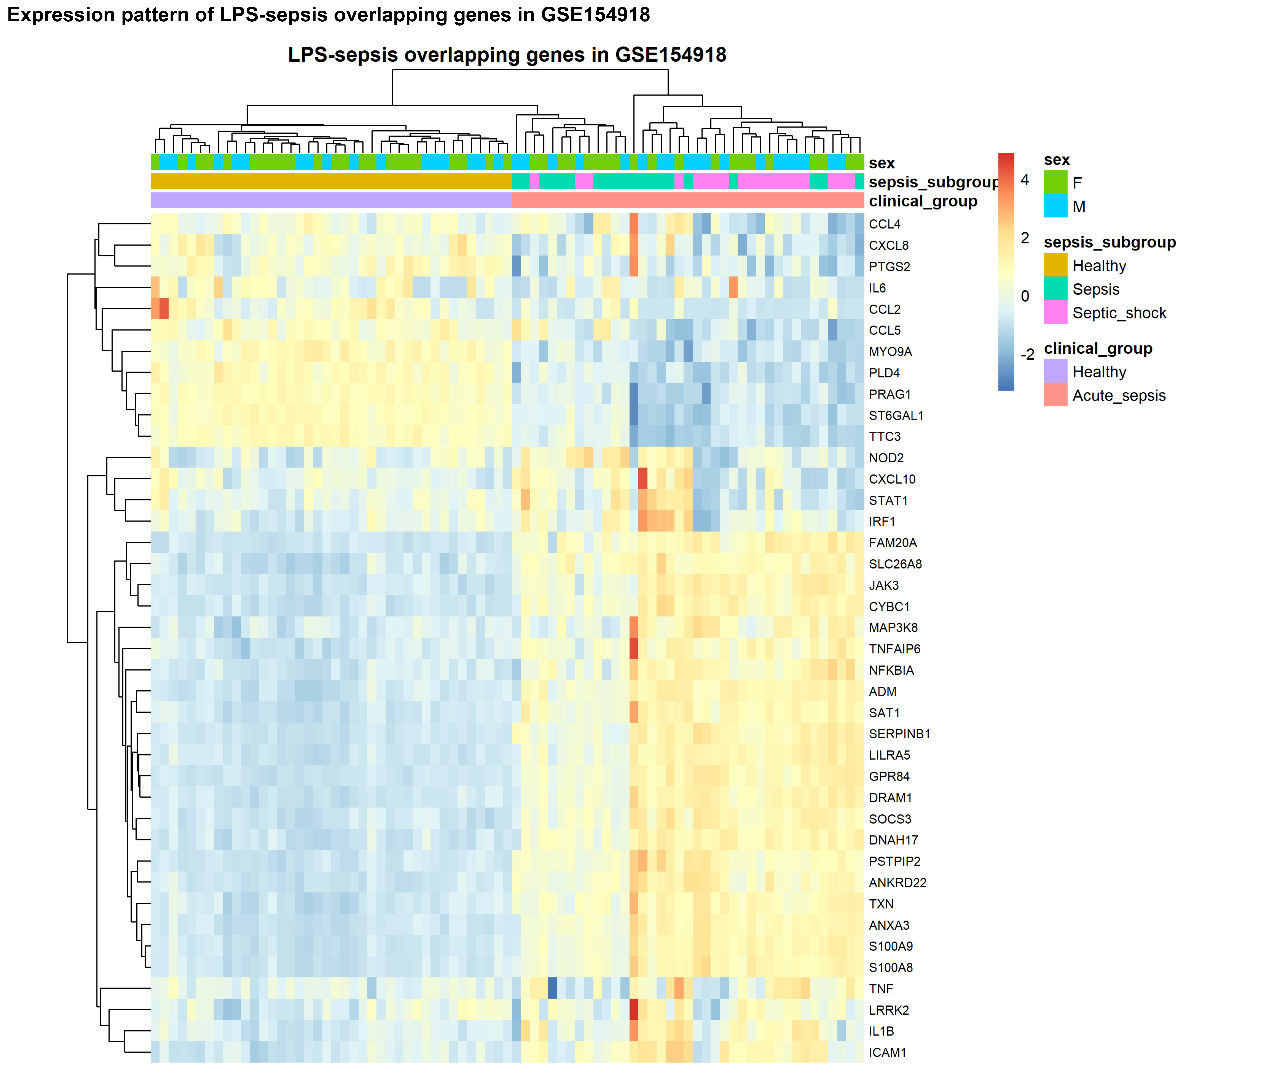 Expression pattern of LPS-sepsis overlapping genes in GSE154918
LPS-sepsis overlapping genes in GSE154918
sex
sepsis_subgroup
clinical_group
CCL4
CXCL8
PTGS2
IL6
CCL2
CCL5
MYO9A
PLD4
PRAG1
ST6GAL1
TTC3
NOD2
CXCL10
STAT1
IRF1
FAM20A
SLC26A8
JAK3
CYBC1
MAP3K8
TNFAIP6
NFKBIA
ADM
SAT1
SERPINB1
LILRA5
GPR84
DRAM1
SOCS3
DNAH17
PSTPIP2
ANKRD22
TXN
ANXA3
S100A9
S100A8
TNF
LRRK2
IL1B
ICAM1
4
2
0
-2
sex
F
M
sepsis_subgroup
Healthy
Sepsis
Septic_shock
clinical_group
Healthy
Acute_sepsis